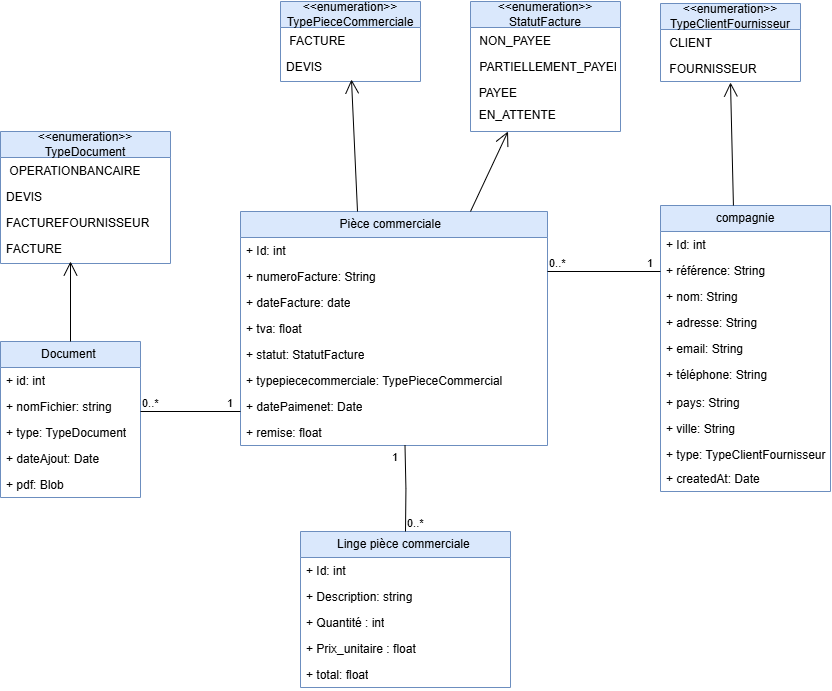 <<enumeration>>
TypePieceCommerciale
FACTURE
DEVIS
<<enumeration>>
StatutFacture
NON_PAYEE
PARTIELLEMENT_PAYEI
PAYEE
EN_ATTENTE
<<enumeration>>
TypeClientFournisseur
CLIENT
FOURNISSEUR
<<enumeration>>
TypeDocument
OPERATIONBANCAIRE
DEVIS
FACTUREFOURNISSEUR
FACTURE
Pièce commerciale
+ Id: int
+ numeroFacture: String
+ dateFacture: date
+ tva: float
+ statut: StatutFacture
+ typepiececommerciale: TypePieceCommercial
+ datePaimenet: Date
+ remise: float
0..*
1
compagnie
+ Id: int
+ référence: String
+ nom: String
+ adresse: String
+ email: String
+ téléphone: String
+ pays: String
+ ville: String
+ type: TypeClientFournisseur
+ createdAt: Date
Document
+ id: int
+ nomFichier: string
+ type: TypeDocument
+ dateAjout: Date
+ pdf: Blob
0..*
1
1
0..*
Linge pièce commerciale
+ Id: int
+ Description: string
+ Quantité : int
+ Prix_unitaire : float
+ total: float